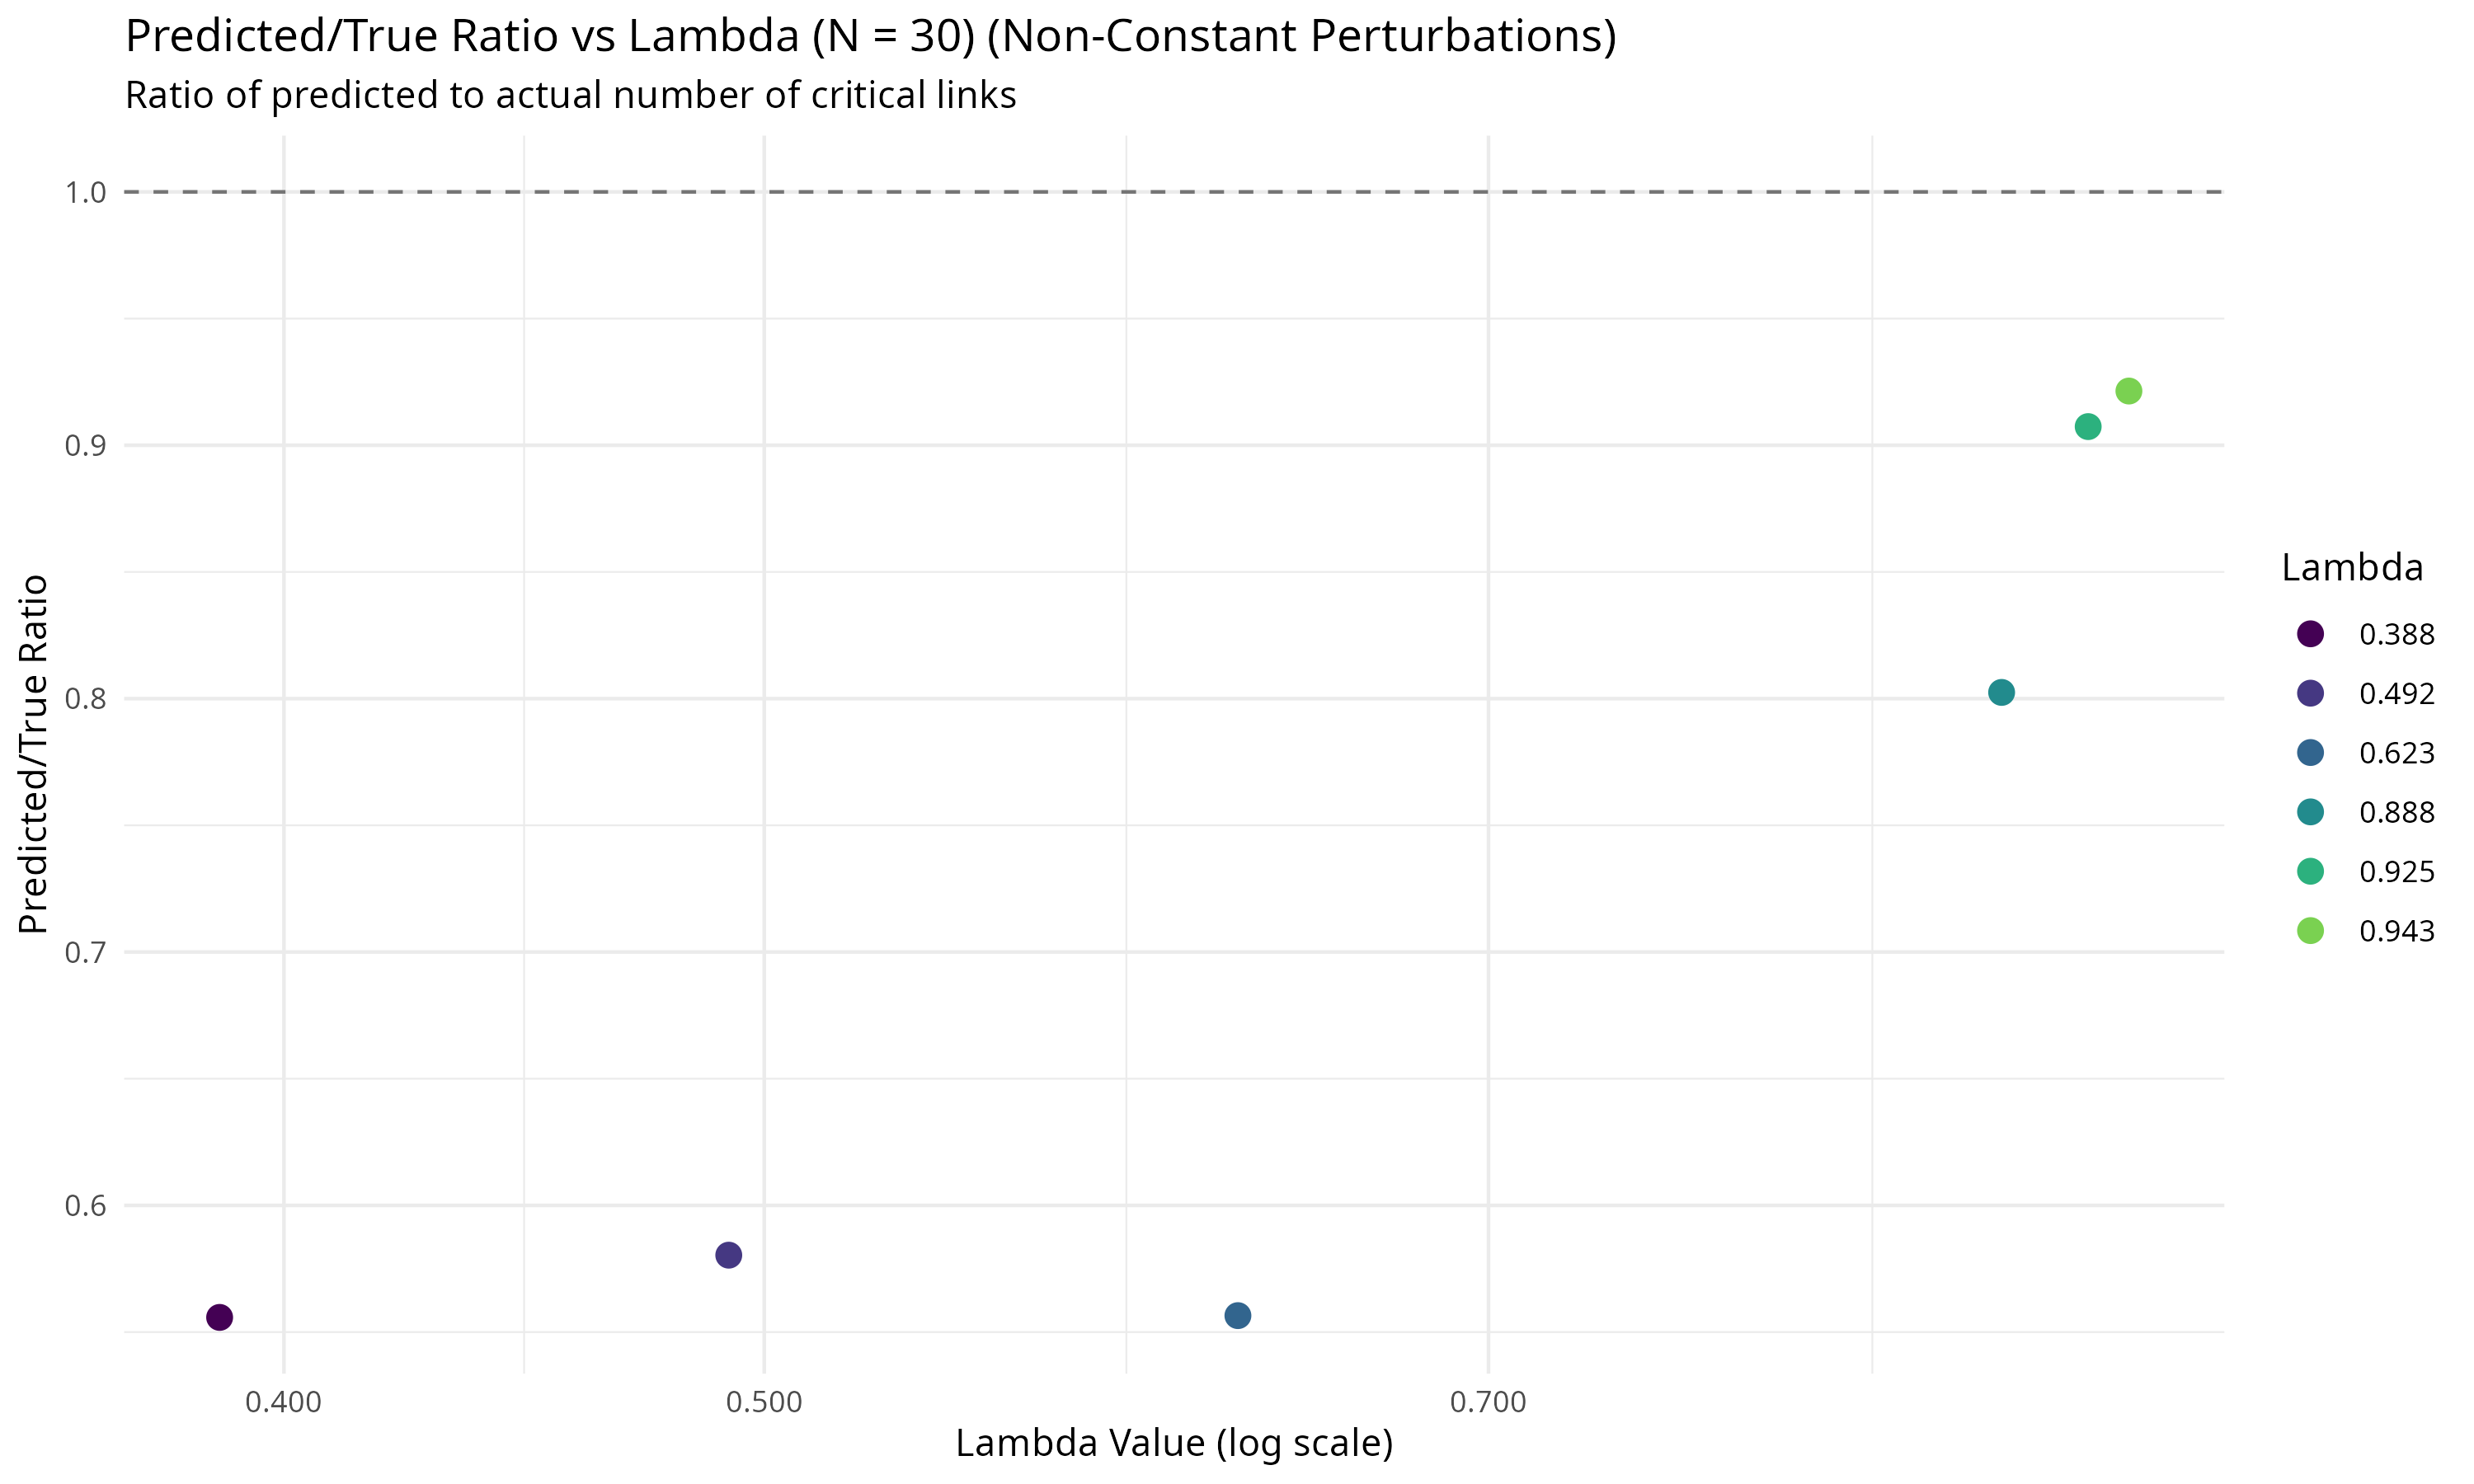 Predicted/True Ratio vs Lambda (N = 30) (Non-Constant Perturbations)
Ratio of predicted to actual number of critical links
Predicted/True Ratio
1.0
0.9
0.8
0.7
0.6
0.400
0.500
0.700
Lambda Value (log scale)
Lambda
0.388
0.492
0.623
0.888
0.925
0.943